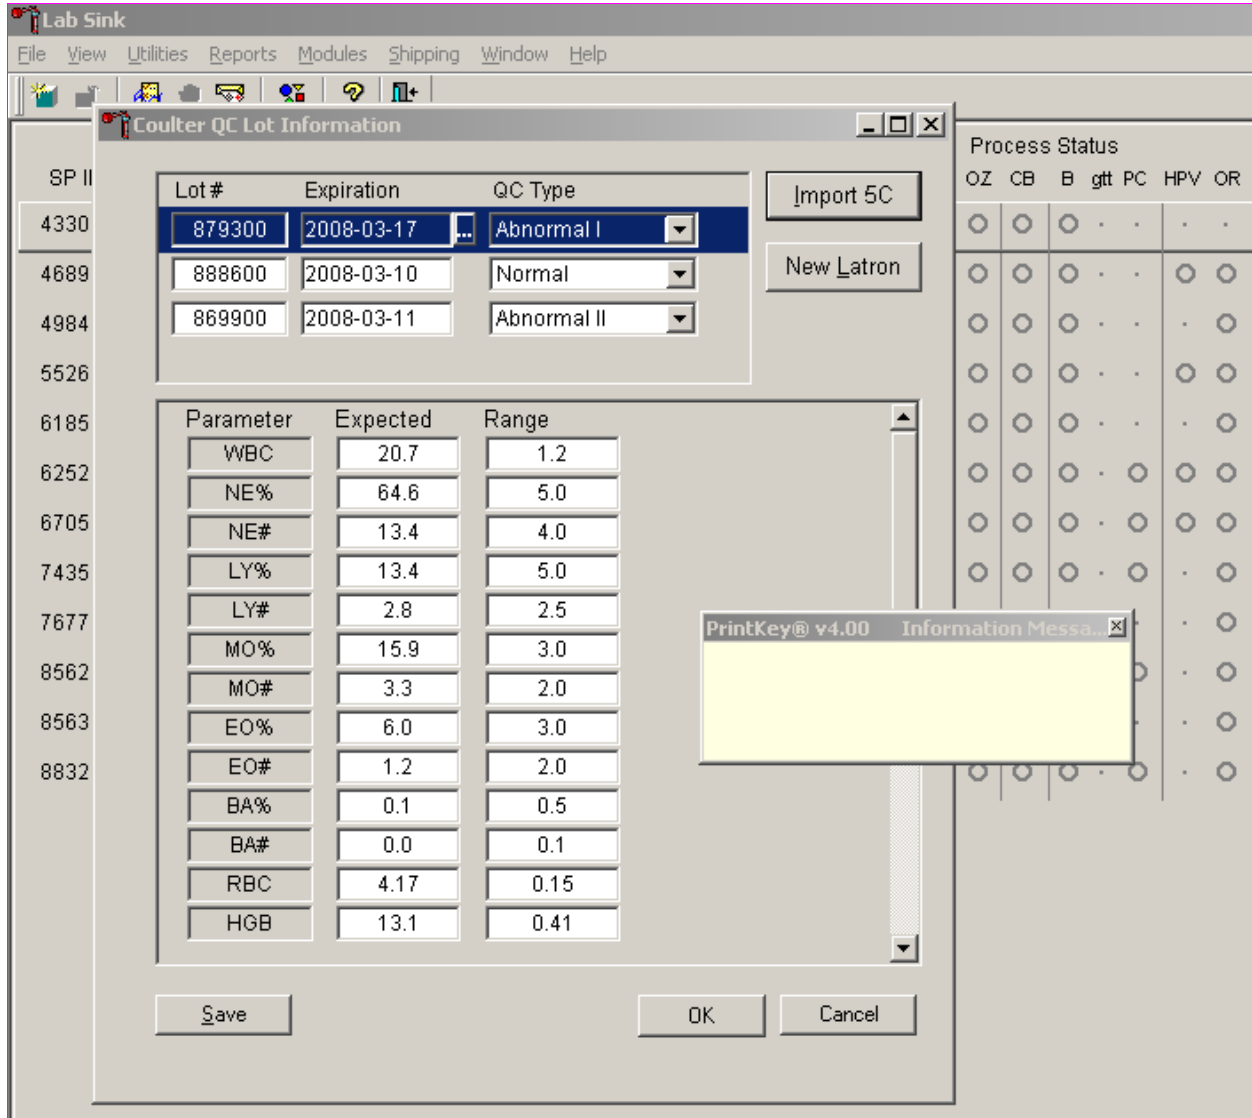 Lab Sink
File View Utilities Reports Modules Shipping Window Help
Coulter QC Lot Information
Lot # Expiration QC Type
879300 2008-03-17 ... Abnormal I
888600 2008-03-10 Normal
869900 2008-03-11 Abnormal II
Import 5C
New Latron
Parameter Expected Range
WBC 20.7 1.2
NE% 64.6 5.0
NE# 13.4 4.0
LY% 13.4 5.0
LY# 2.8 2.5
MO% 15.9 3.0
MO# 3.3 2.0
EO% 6.0 3.0
EO# 1.2 2.0
BA% 0.1 0.5
BA# 0.0 0.1
RBC 4.17 0.15
HGB 13.1 0.41
Save OK Cancel
PrintKey® v4.00 Information Messa...
SP
4330
4689
4984
5526
6185
6252
6705
7435
7677
8562
8563
8832
Process Status
OZ CB B gtt PC HPV OR